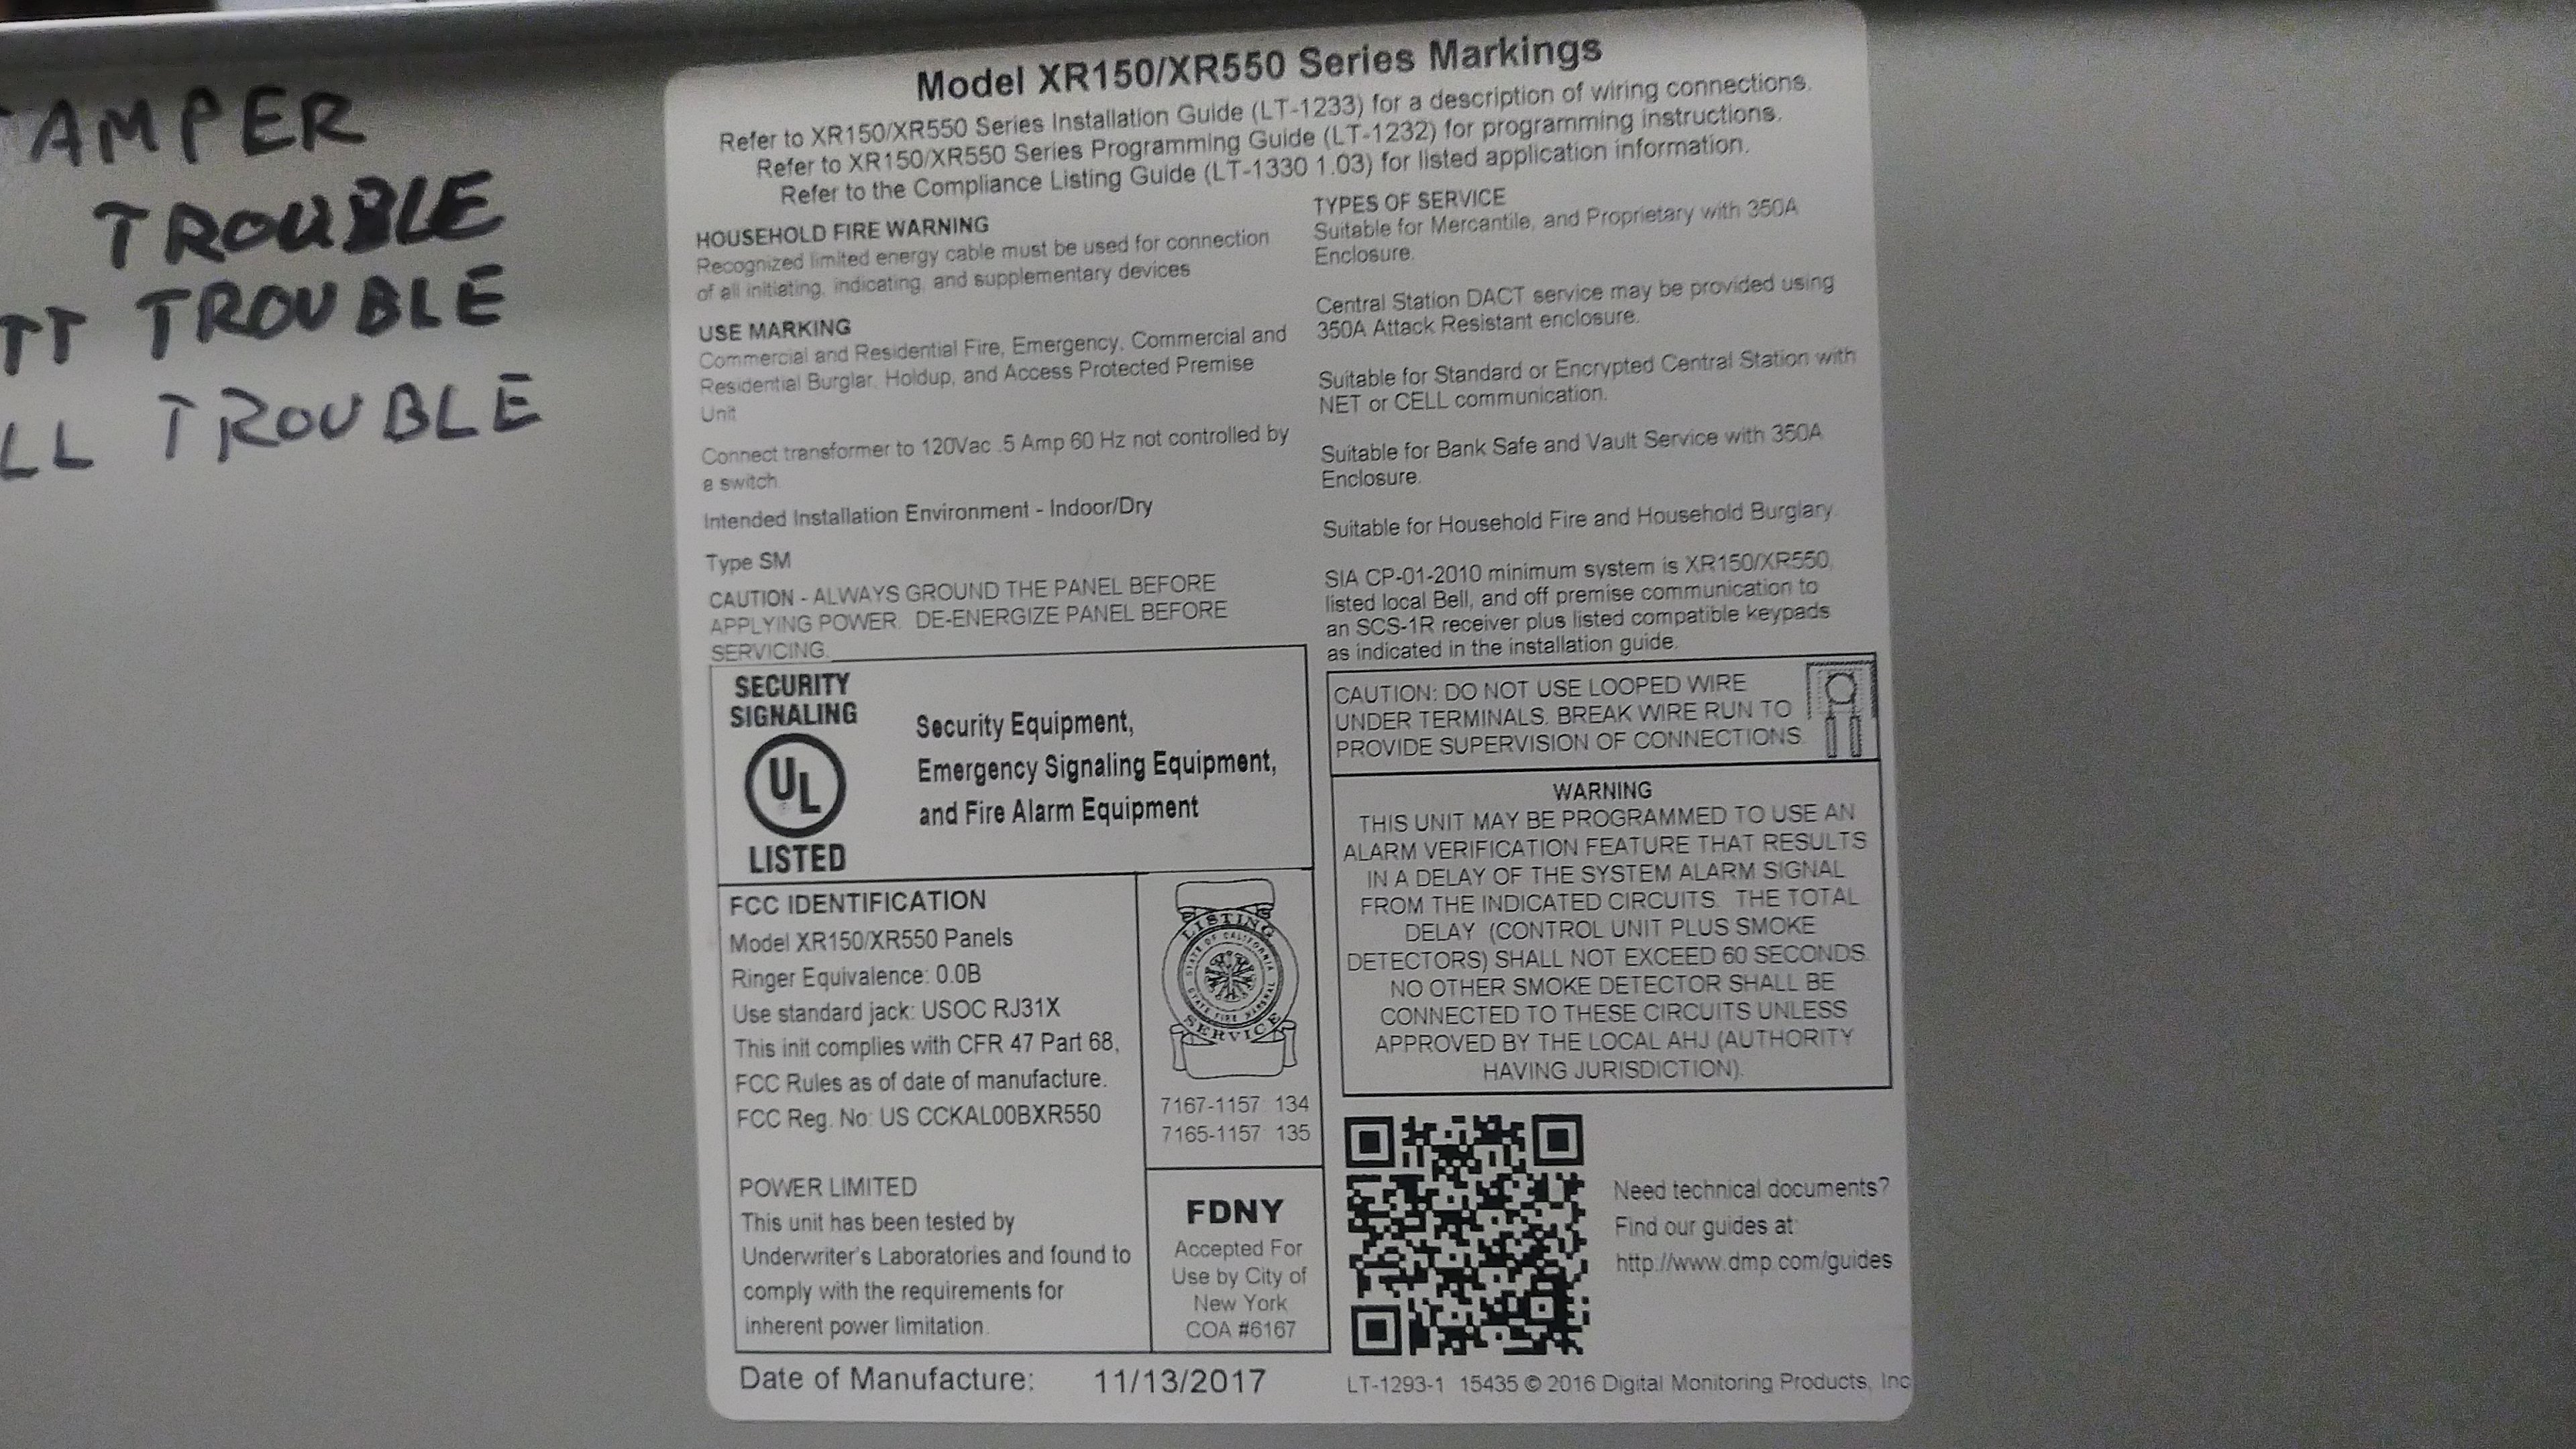 TAMPER
TROUBLE
TT TROUBLE
LL TROUBLE
Model XR150/XR550 Series Markings
Refer to XR150/XR550 Series Installation Guide (LT-1233) for a description of wiring connections.
Refer to XR150/XR550 Series Programming Guide (LT-1232) for programming instructions.
Refer to the Compliance Listing Guide (LT-1330 1.03) for listed application information.
HOUSEHOLD FIRE WARNING
Recognized limited energy cable must be used for connection
of all initiating, indicating, and supplementary devices
USE MARKING
Commercial and Residential Fire, Emergency, Commercial and
Residential Burglar, Holdup, and Access Protected Premise
Unit
Connect transformer to 120Vac .5 Amp 60 Hz not controlled by
a switch.
Intended Installation Environment - Indoor/Dry
Type SM
CAUTION - ALWAYS GROUND THE PANEL BEFORE
APPLYING POWER. DE-ENERGIZE PANEL BEFORE
SERVICING.
TYPES OF SERVICE
Suitable for Mercantile, and Proprietary with 350A
Enclosure.
Central Station DACT service may be provided using
350A Attack Resistant enclosure.
Suitable for Standard or Encrypted Central Station with
NET or CELL communication.
Suitable for Bank Safe and Vault Service with 350A
Enclosure.
Suitable for Household Fire and Household Burglary.
SIA CP-01-2010 minimum system is XR150/XR550,
listed local Bell, and off premise communication to
an SCS-1R receiver plus listed compatible keypads
as indicated in the installation guide.
SECURITY
SIGNALING
UL
LISTED
Security Equipment,
Emergency Signaling Equipment,
and Fire Alarm Equipment
CAUTION: DO NOT USE LOOPED WIRE
UNDER TERMINALS. BREAK WIRE RUN TO
PROVIDE SUPERVISION OF CONNECTIONS.
WARNING
THIS UNIT MAY BE PROGRAMMED TO USE AN
ALARM VERIFICATION FEATURE THAT RESULTS
IN A DELAY OF THE SYSTEM ALARM SIGNAL
FROM THE INDICATED CIRCUITS. THE TOTAL
DELAY (CONTROL UNIT PLUS SMOKE
DETECTORS) SHALL NOT EXCEED 60 SECONDS.
NO OTHER SMOKE DETECTOR SHALL BE
CONNECTED TO THESE CIRCUITS UNLESS
APPROVED BY THE LOCAL AHJ (AUTHORITY
HAVING JURISDICTION).
FCC IDENTIFICATION
Model XR150/XR550 Panels
Ringer Equivalence: 0.0B
Use standard jack: USOC RJ31X
This init complies with CFR 47 Part 68,
FCC Rules as of date of manufacture.
FCC Reg. No: US CCKAL00BXR550
POWER LIMITED
This unit has been tested by
Underwriter's Laboratories and found to
comply with the requirements for
inherent power limitation.
LISTING
STATE OF CALIFORNIA
STATE FIRE MARSHAL
SERVICE
7167-1157: 134
7165-1157: 135
FDNY
Accepted For
Use by City of
New York
COA #6167
Need technical documents?
Find our guides at:
http://www.dmp.com/guides
Date of Manufacture: 11/13/2017
LT-1293-1 15435 © 2016 Digital Monitoring Products, Inc